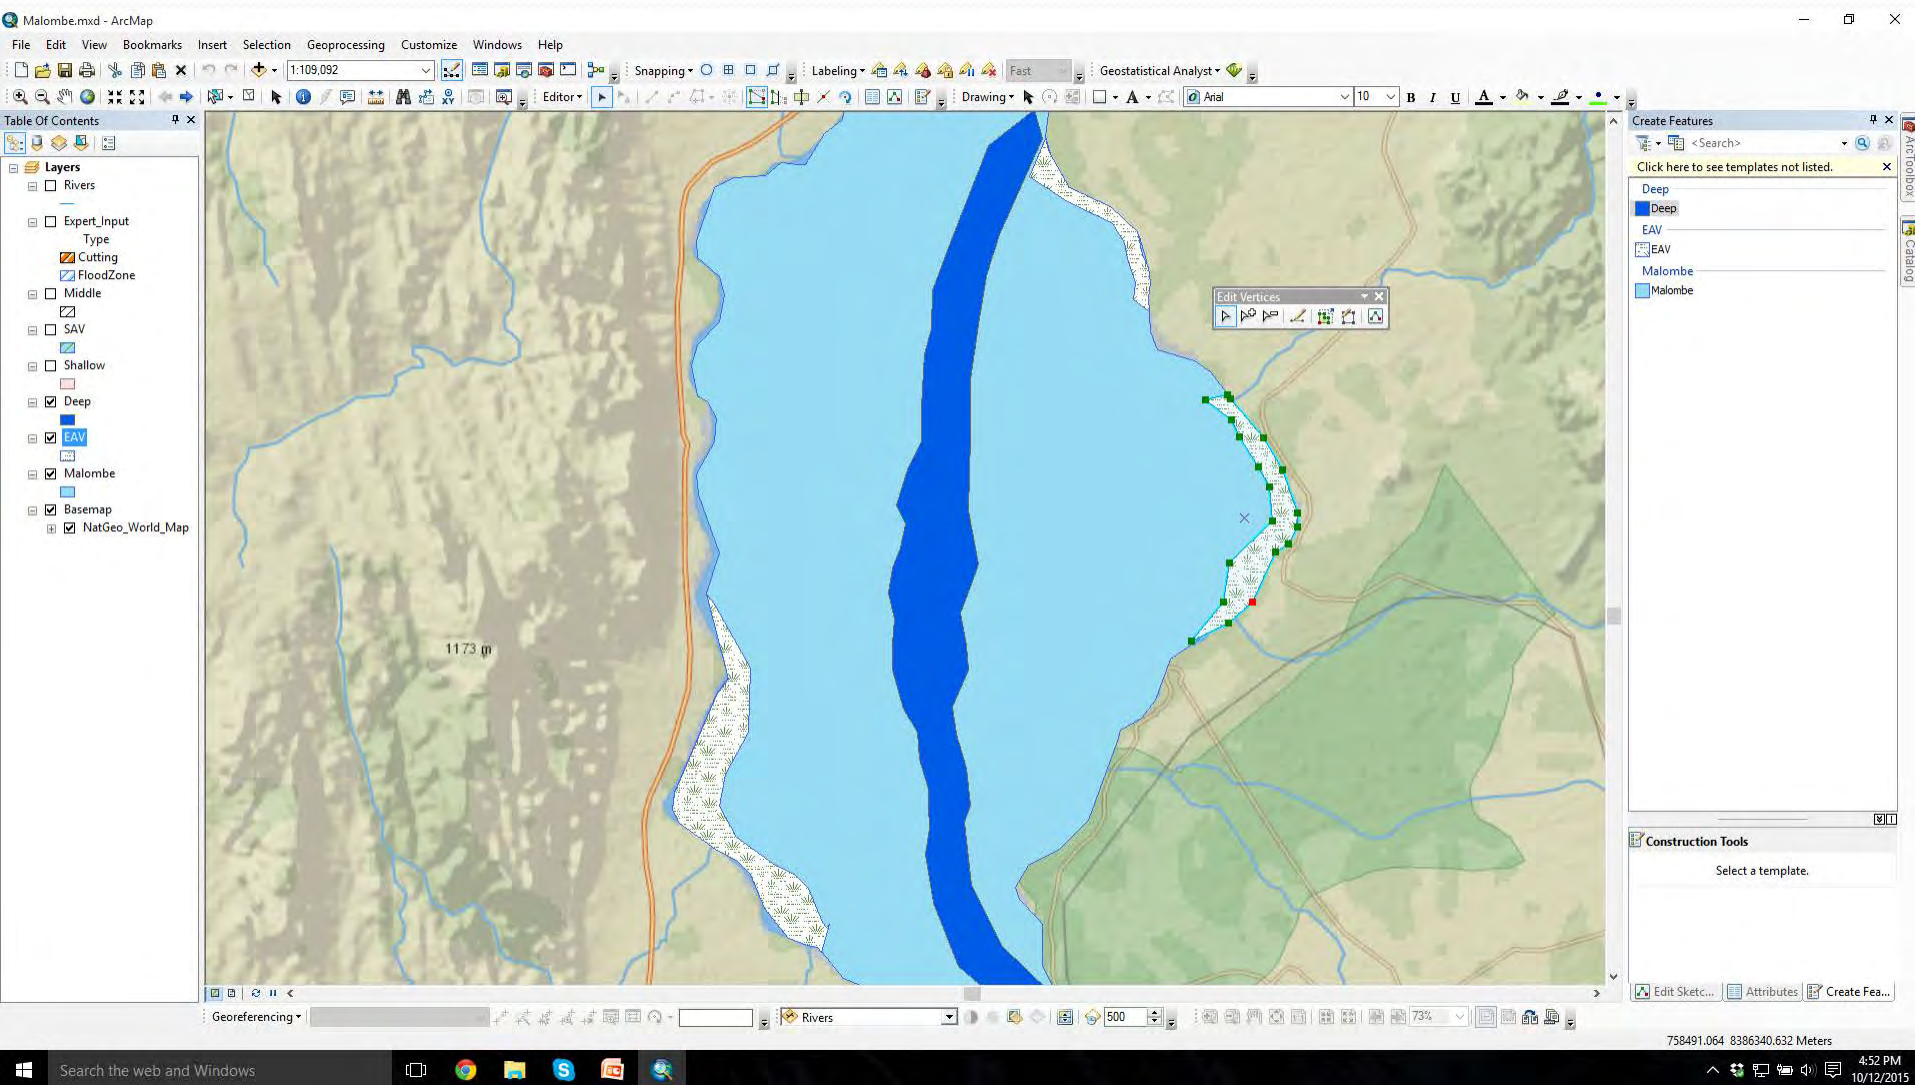 Malombe.mxd - ArcMap
File Edit View Bookmarks Insert Selection Geoprocessing Customize Windows Help
1:109,092 Snapping Labeling Fast Geostatistical Analyst
Editor Drawing A Arial 10 B I U A
Table Of Contents
Layers
Rivers
Expert_Input
Type
Cutting
FloodZone
Middle
SAV
Shallow
Deep
EAV
Malombe
Basemap
NatGeo_World_Map
1173 m
Edit Vertices
Create Features
<Search>
Click here to see templates not listed.
Deep
Deep
EAV
EAV
Malombe
Malombe
ArcToolbox
Catalog
Construction Tools
Select a template.
Edit Sketc... Attributes Create Fea...
Georeferencing Rivers 500 73%
758491.064 8386340.632 Meters
Search the web and Windows
4:52 PM
10/12/2015